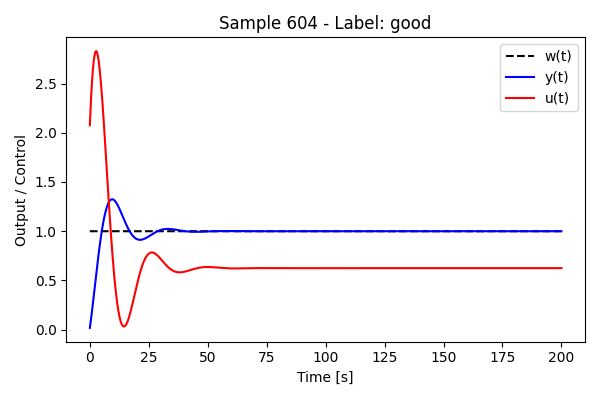 Sample 604 - Label: good
w(t)
y(t)
u(t)
Output / Control
2.5
2.0
1.5
1.0
0.5
0.0
0 25 50 75 100 125 150 175 200
Time [s]